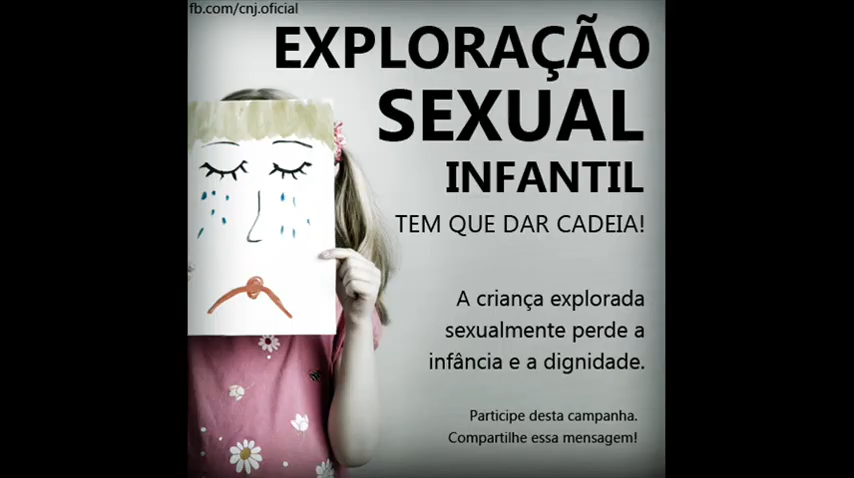 fb.com/cnj.oficial
EXPLORAÇÃO
SEXUAL
INFANTIL
TEM QUE DAR CADEIA!
A criança explorada
sexualmente perde a
infância e a dignidade.
Participe desta campanha.
Compartilhe essa mensagem!